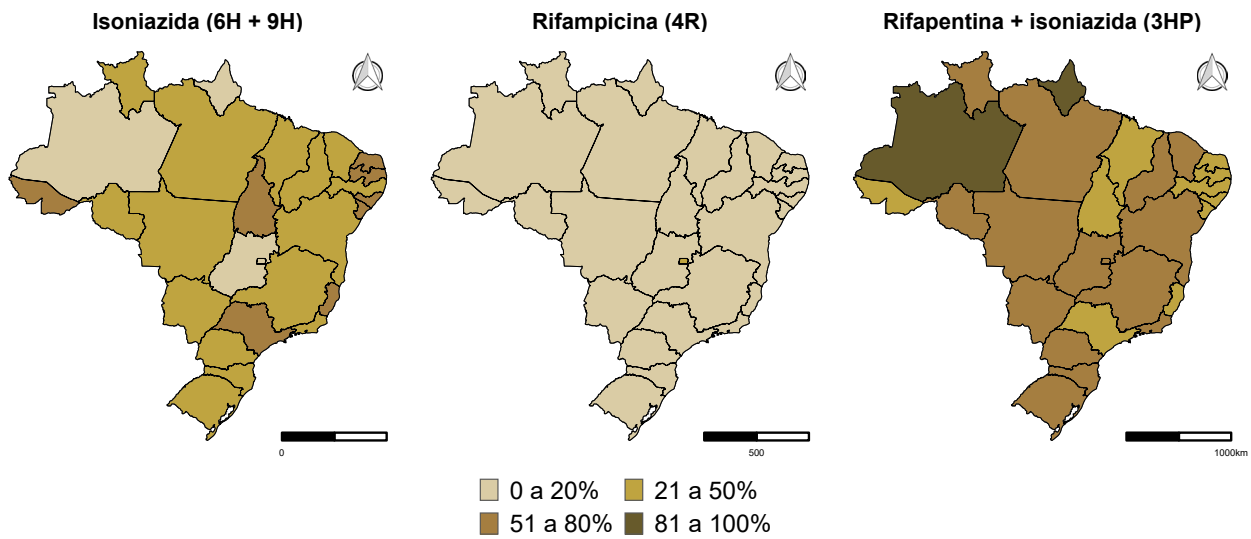 Isoniazida (6H + 9H)
Rifampicina (4R)
Rifapentina + isoniazida (3HP)
0
500
1000km
0 a 20%
21 a 50%
51 a 80%
81 a 100%